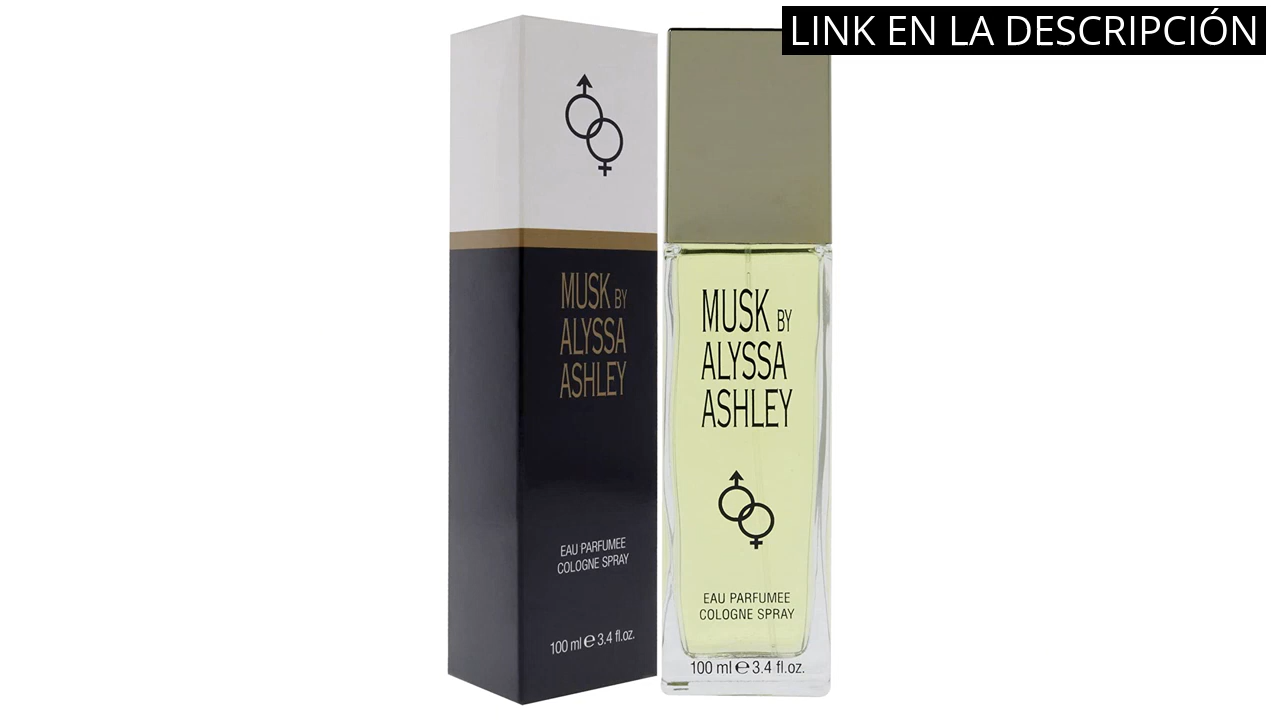 LINK EN LA DESCRIPCIÓN
MUSK BY
ALYSSA
ASHLEY
EAU PARFUMEE
COLOGNE SPRAY
100 ml ℮ 3.4 fl.oz.
MUSK BY
ALYSSA
ASHLEY
EAU PARFUMEE
COLOGNE SPRAY
100 ml ℮ 3.4 fl.oz.